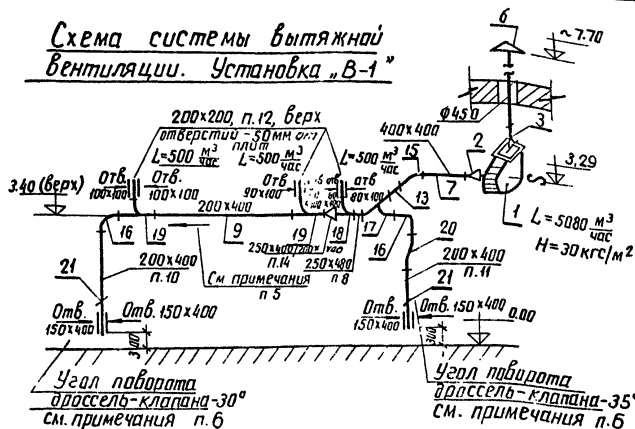 Схема системы вытяжной
вентиляции. Установка „В-1"
6
~7.70
200×200, п.12, верх
отверстий -50мм от
плит
Ф450
400×400
2
3
L=500 м³/час
L=500 м³/час
L=500 м³/час
15
3,29
Отв.
100×100
Отв.
100×100
Отв.
90×100
отв
80×100
7
13
1
3.40 (верх)
200×400
L = 5080 м³/час
H=30кгс/м²
16
19
9
19
18
17
16
20
250×400/200×400
п.14
250×480
п 8
200×400
п.10
См примечания
п 5
200×400
п.11
21
21
Отв.
150×400
Отв.150×400
300
Отв.
150×400
Отв.150×400
300
0.00
Угол поворота
дроссель-клапана-30°
см. примечания п.6
Угол поворота
дроссель-клапана-35°
см. примечания
п.6